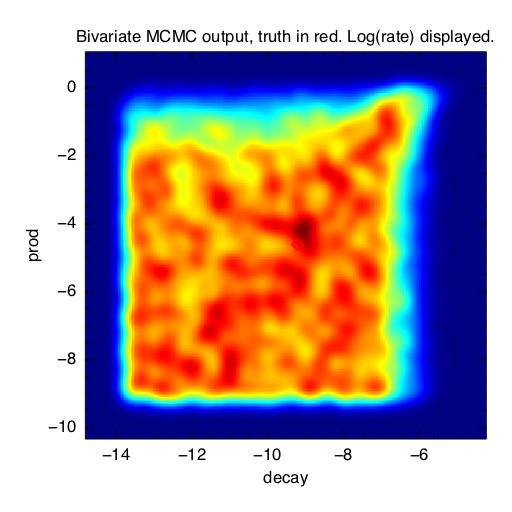 Bivariate MCMC output, truth in red. Log(rate) displayed.
0
−2
−4
−6
−8
−10
prod
−14 −12 −10 −8 −6
decay